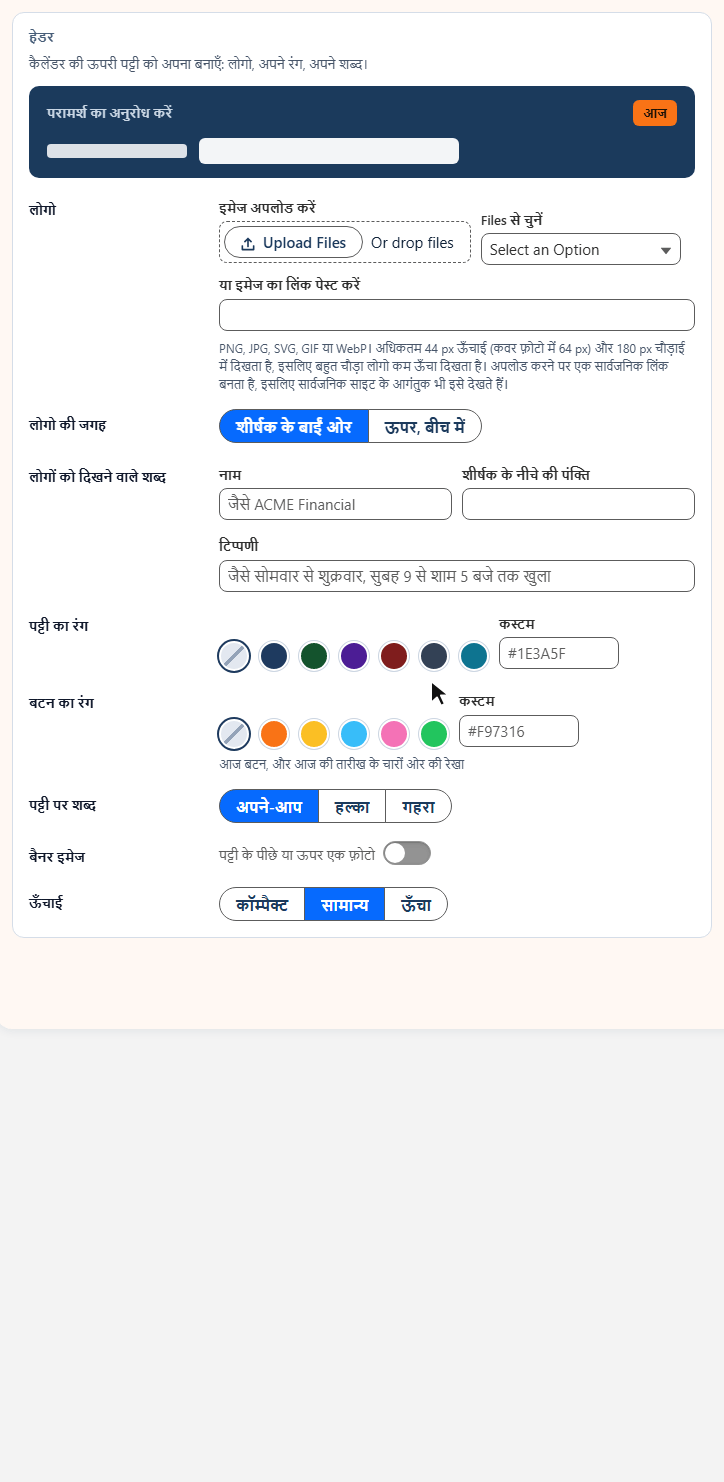 हेडर
कैलेंडर की ऊपरी पट्टी को अपना बनाएँ: लोगो, अपने रंग, अपने शब्द।
परामर्श का अनुरोध करें
आज
लोगो
इमेज अपलोड करें
Files से चुनें
Upload Files
Or drop files
Select an Option
या इमेज का लिंक पेस्ट करें
PNG, JPG, SVG, GIF या WebP। अधिकतम 44 px ऊँचाई (कवर फ़ोटो में 64 px) और 180 px चौड़ाई
में दिखता है, इसलिए बहुत चौड़ा लोगो कम ऊँचा दिखता है। अपलोड करने पर एक सार्वजनिक लिंक
बनता है, इसलिए सार्वजनिक साइट के आगंतुक भी इसे देखते हैं।
लोगो की जगह
शीर्षक के बाईं ओर
ऊपर, बीच में
लोगों को दिखने वाले शब्द
नाम
शीर्षक के नीचे की पंक्ति
जैसे ACME Financial
टिप्पणी
जैसे सोमवार से शुक्रवार, सुबह 9 से शाम 5 बजे तक खुला
पट्टी का रंग
कस्टम
#1E3A5F
बटन का रंग
कस्टम
#F97316
आज बटन, और आज की तारीख के चारों ओर की रेखा
पट्टी पर शब्द
अपने-आप
हल्का
गहरा
बैनर इमेज
पट्टी के पीछे या ऊपर एक फ़ोटो
ऊँचाई
कॉम्पैक्ट
सामान्य
ऊँचा